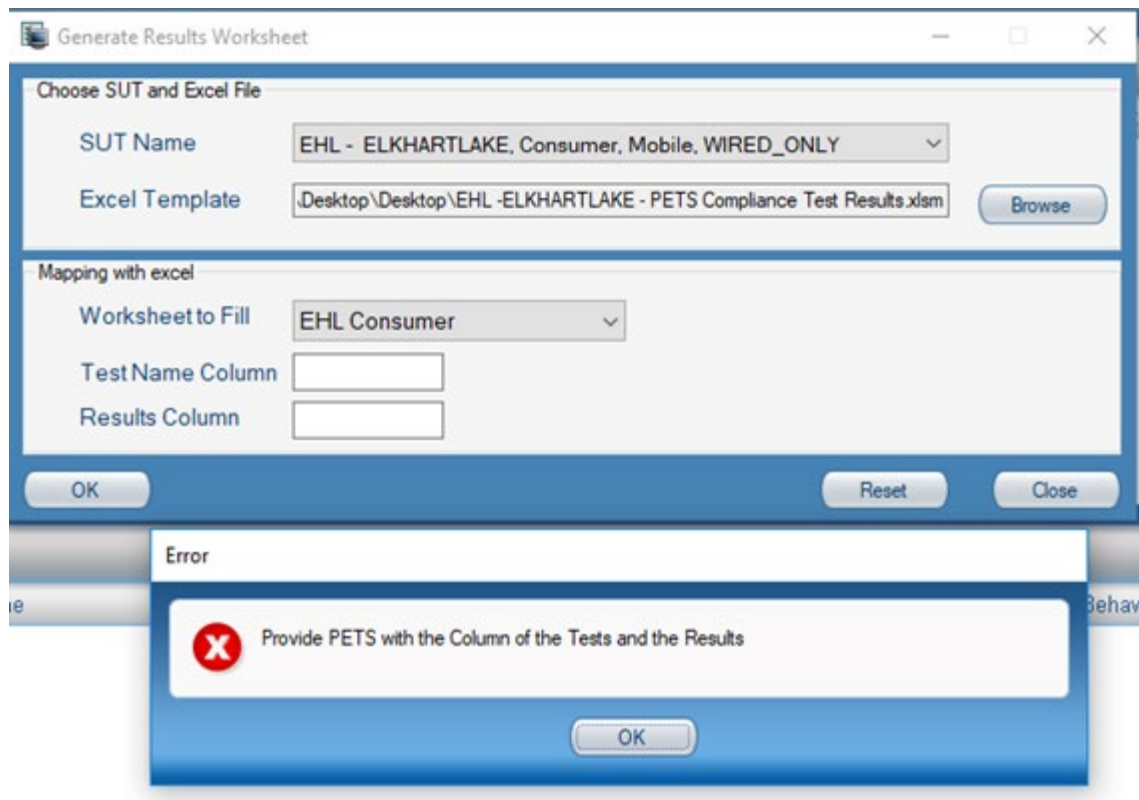 Generate Results Worksheet
Choose SUT and Excel File
SUT Name
EHL - ELKHARTLAKE, Consumer, Mobile, WIRED_ONLY
Excel Template
.Desktop\Desktop\EHL -ELKHARTLAKE - PETS Compliance Test Results.xlsm
Browse
Mapping with excel
Worksheet to Fill
EHL Consumer
Test Name Column
Results Column
OK
Reset
Close
Error
Provide PETS with the Column of the Tests and the Results
OK